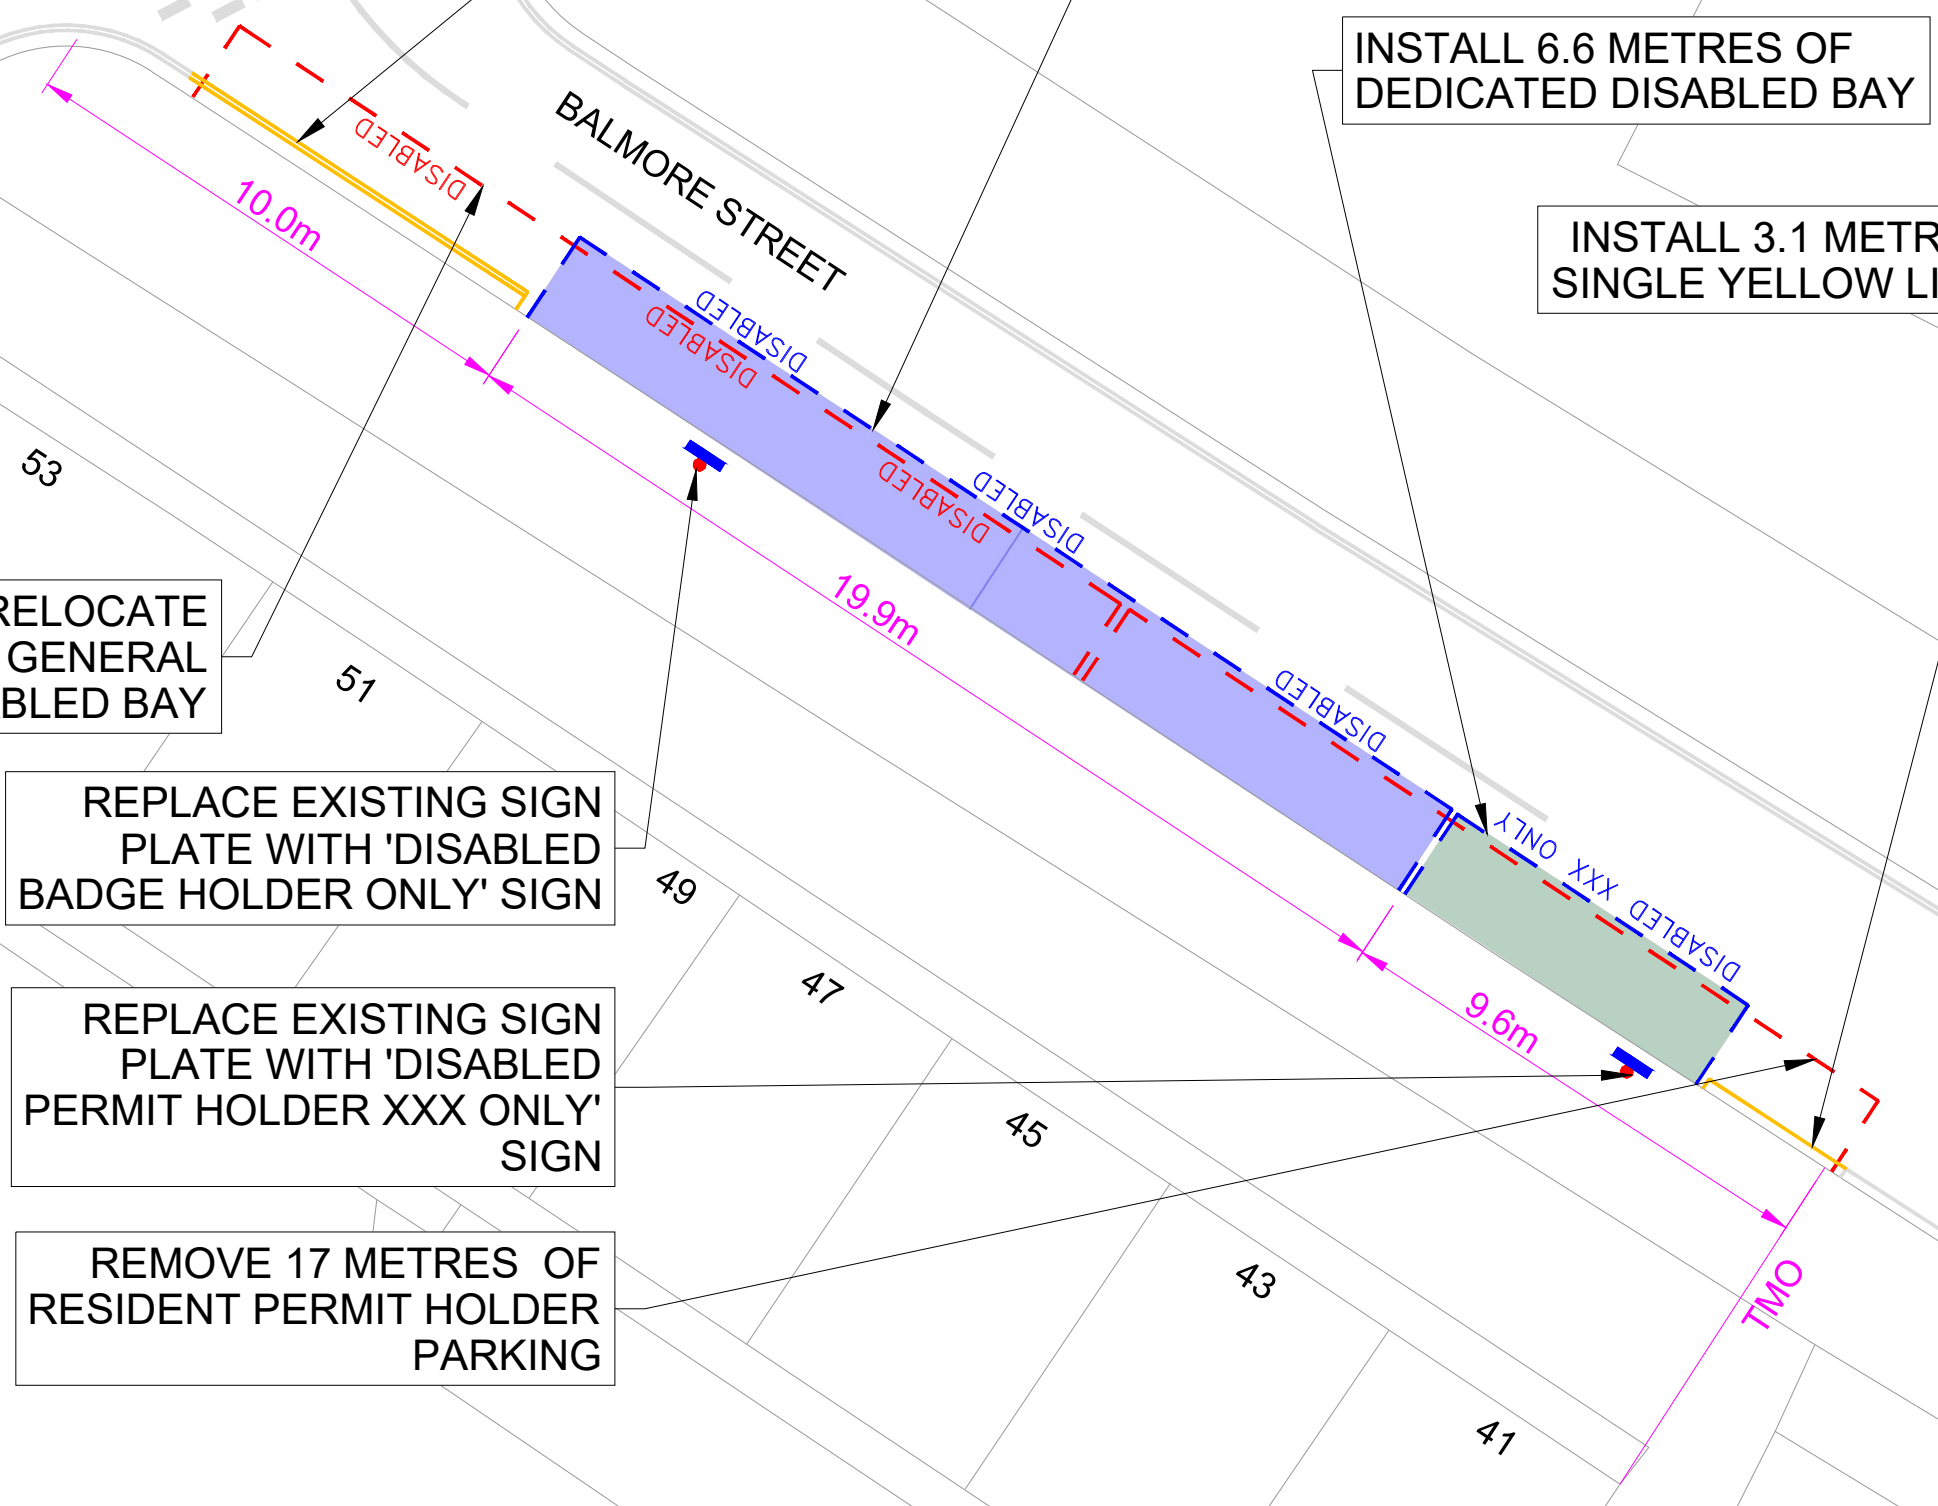 INSTALL 6.6 METRES OF
DEDICATED DISABLED BAY
INSTALL 3.1 METR
SINGLE YELLOW LI
BALMORE STREET
DISABLED
10.0m
DISABLED
DISABLED
DISABLED
DISABLED
19.9m
DISABLED
DISABLED XXX ONLY
9.6m
TMO
53
51
49
47
45
43
41
RELOCATE
GENERAL
BLED BAY
REPLACE EXISTING SIGN
PLATE WITH 'DISABLED
BADGE HOLDER ONLY' SIGN
REPLACE EXISTING SIGN
PLATE WITH 'DISABLED
PERMIT HOLDER XXX ONLY'
SIGN
REMOVE 17 METRES OF
RESIDENT PERMIT HOLDER
PARKING